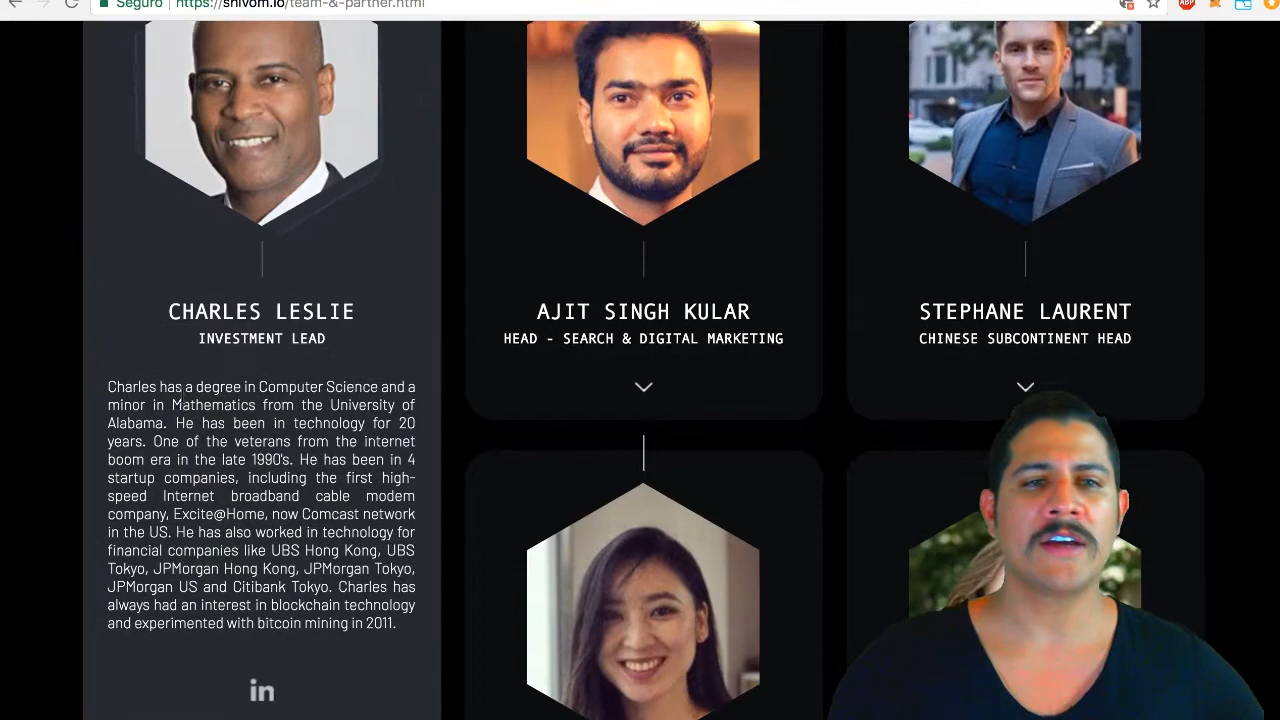 Seguro | https://shivom.io/team-&-partner.html
ABP
CHARLES LESLIE
INVESTMENT LEAD
Charles has a degree in Computer Science and a
minor in Mathematics from the University of
Alabama. He has been in technology for 20
years. One of the veterans from the internet
boom era in the late 1990's. He has been in 4
startup companies, including the first high-
speed Internet broadband cable modem
company, Excite@Home, now Comcast network
in the US. He has also worked in technology for
financial companies like UBS Hong Kong, UBS
Tokyo, JPMorgan Hong Kong, JPMorgan Tokyo,
JPMorgan US and Citibank Tokyo. Charles has
always had an interest in blockchain technology
and experimented with bitcoin mining in 2011.
in
AJIT SINGH KULAR
HEAD - SEARCH & DIGITAL MARKETING
STEPHANE LAURENT
CHINESE SUBCONTINENT HEAD